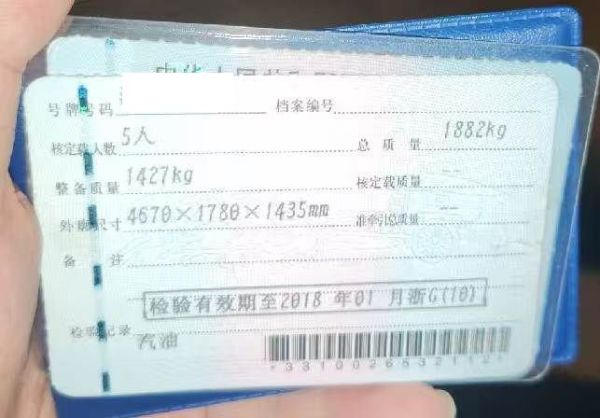 号牌号码 档案编号
核定载人数 5人 总质量 1882kg
整备质量 1427kg 核定载质量 --
外廓尺寸 4670×1780×1435mm 准牵引总质量 --
备注
检验有效期至2018年01月浙G(10)
检验记录
汽油